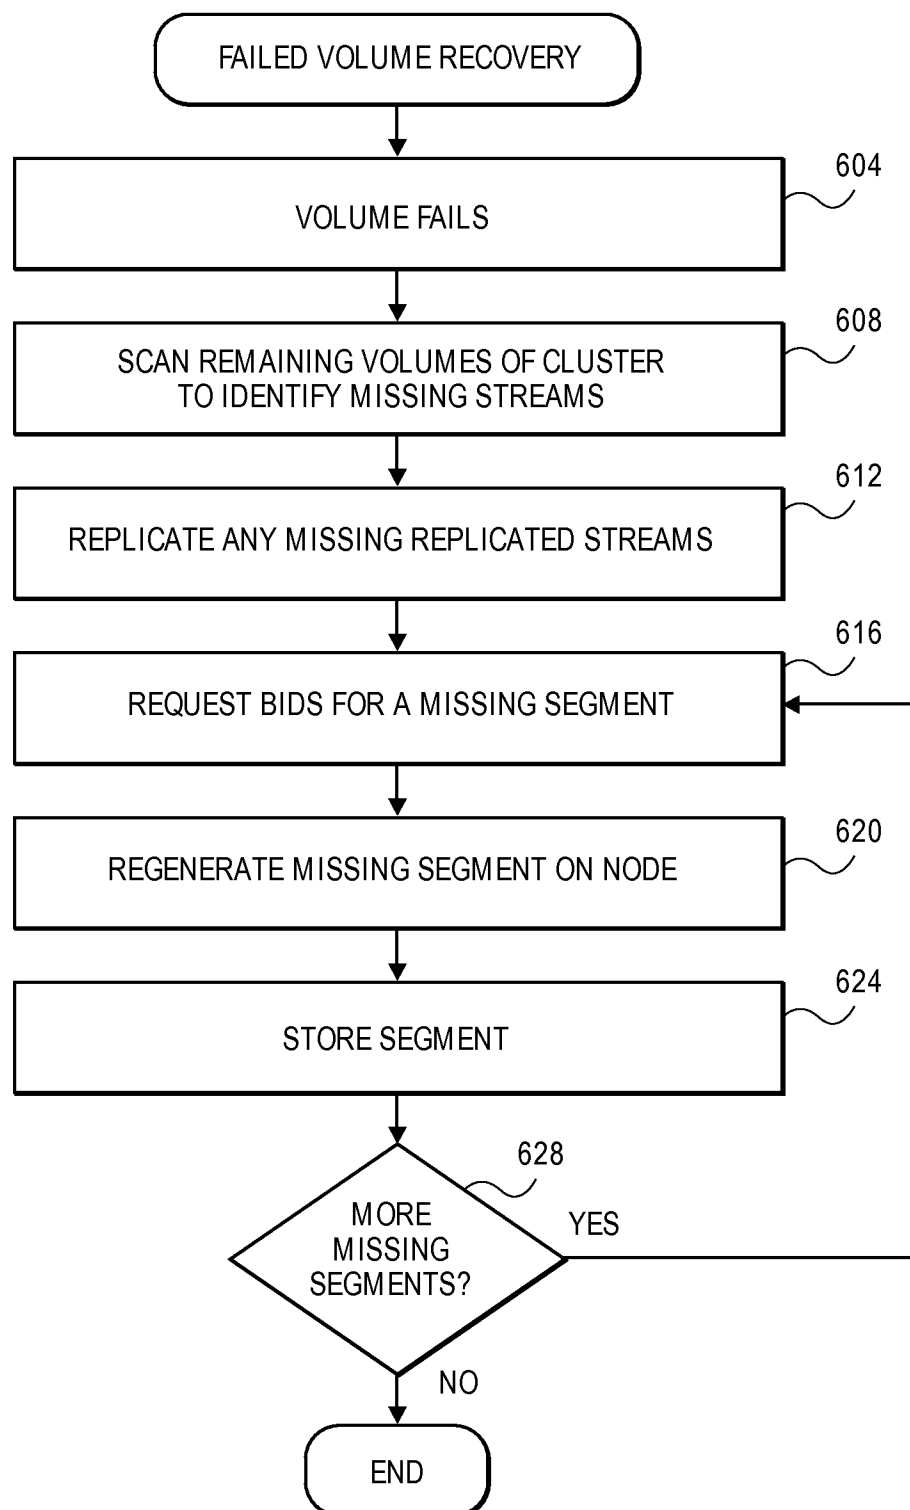 FAILED VOLUME RECOVERY
604
VOLUME FAILS
608
SCAN REMAINING VOLUMES OF CLUSTER
TO IDENTIFY MISSING STREAMS
612
REPLICATE ANY MISSING REPLICATED STREAMS
616
REQUEST BIDS FOR A MISSING SEGMENT
620
REGENERATE MISSING SEGMENT ON NODE
624
STORE SEGMENT
628
MORE
MISSING
SEGMENTS?
YES
NO
END